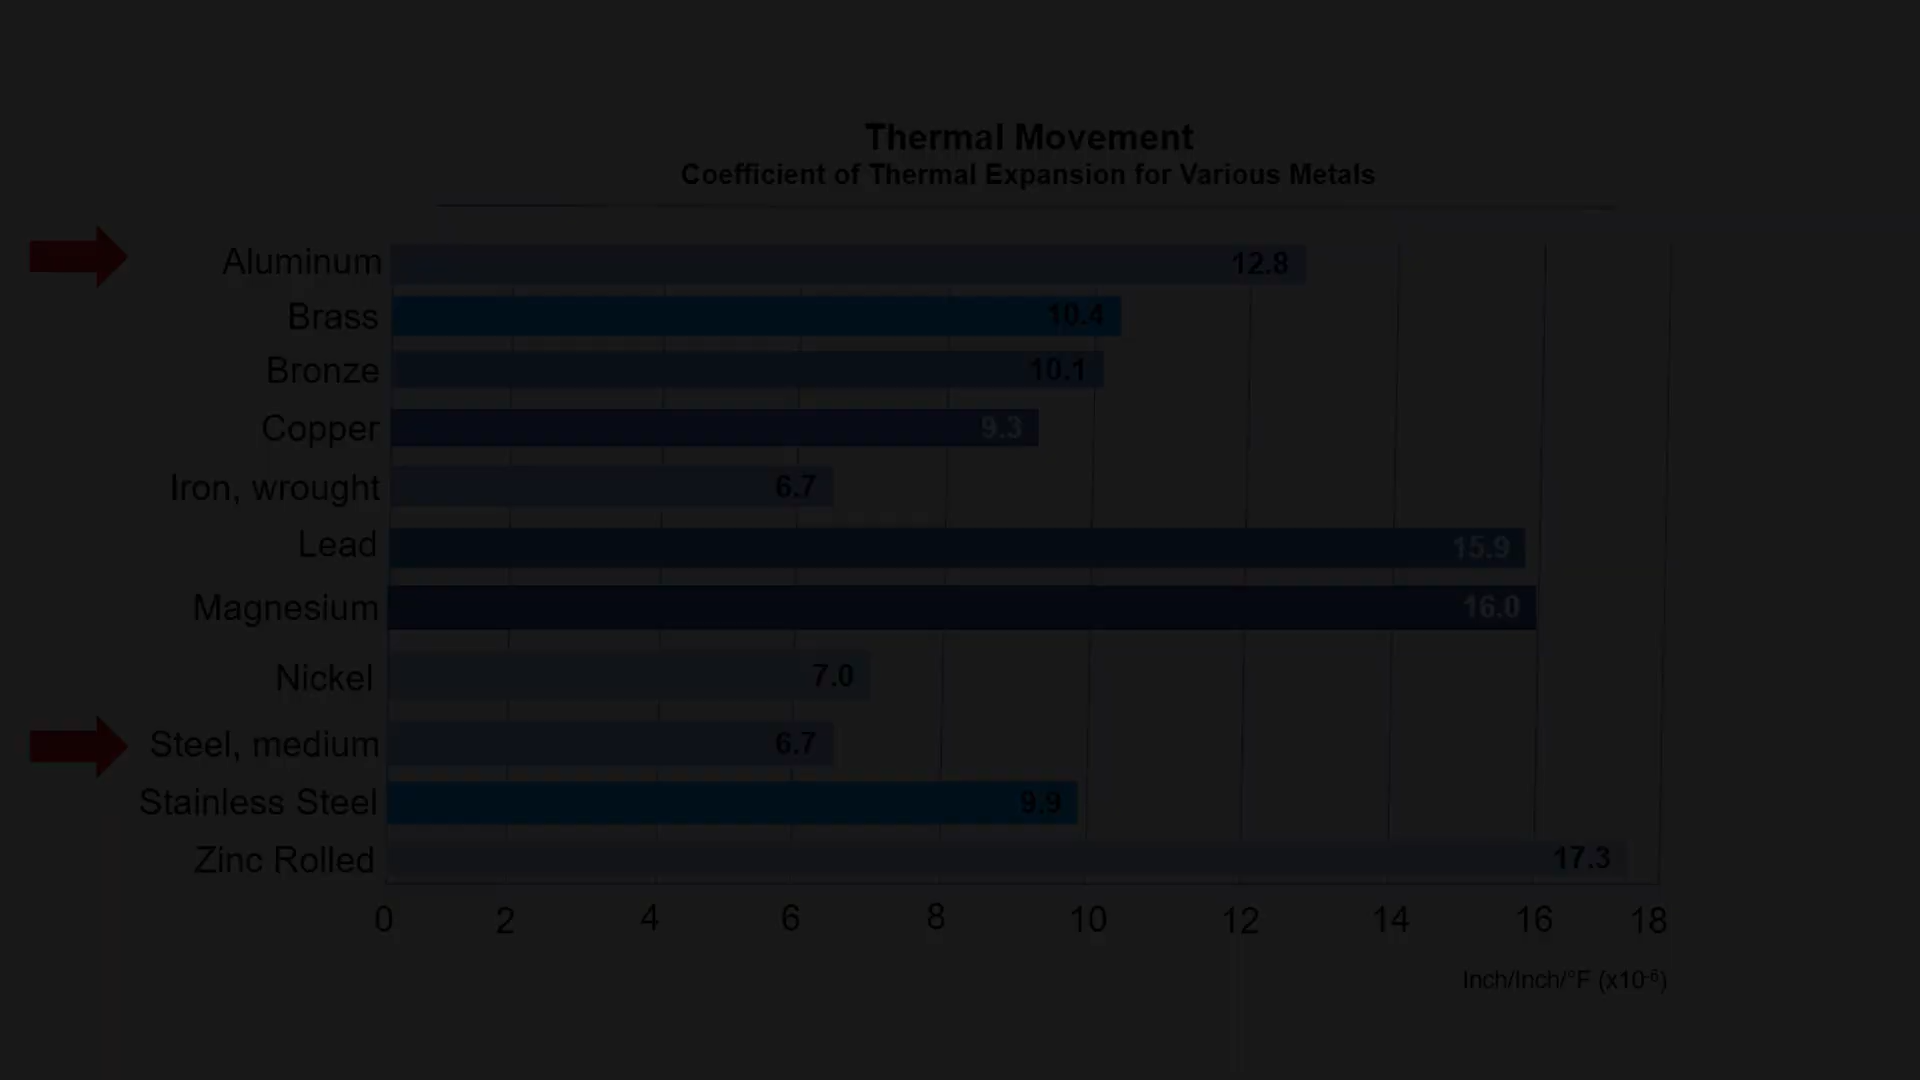 Thermal Movement
Coefficient of Thermal Expansion for Various Metals
Aluminum 12.8
Brass 10.4
Bronze 10.1
Copper 9.3
Iron, wrought 6.7
Lead 15.9
Magnesium 16.0
Nickel 7.0
Steel, medium 6.7
Stainless Steel 9.9
Zinc Rolled 17.3
0 2 4 6 8 10 12 14 16 18
Inch/Inch/°F (x10⁻⁶)